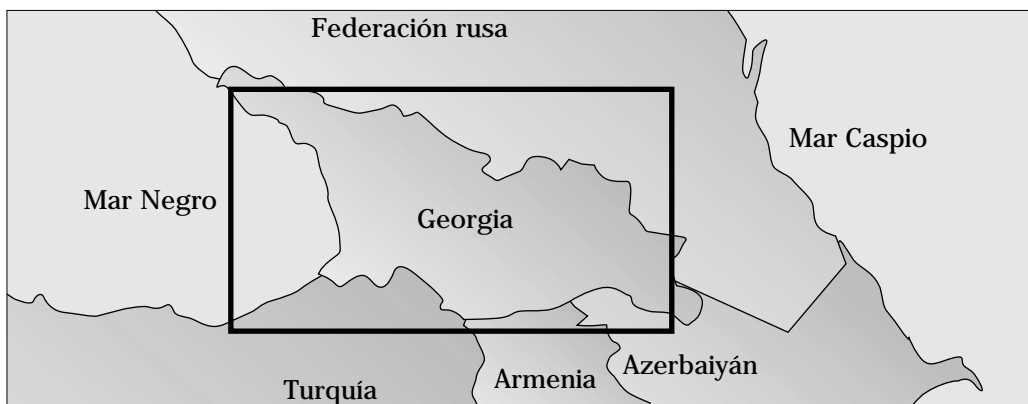 Federación rusa
Mar Caspio
Mar Negro
Georgia
Azerbaiyán
Armenia
Turquía